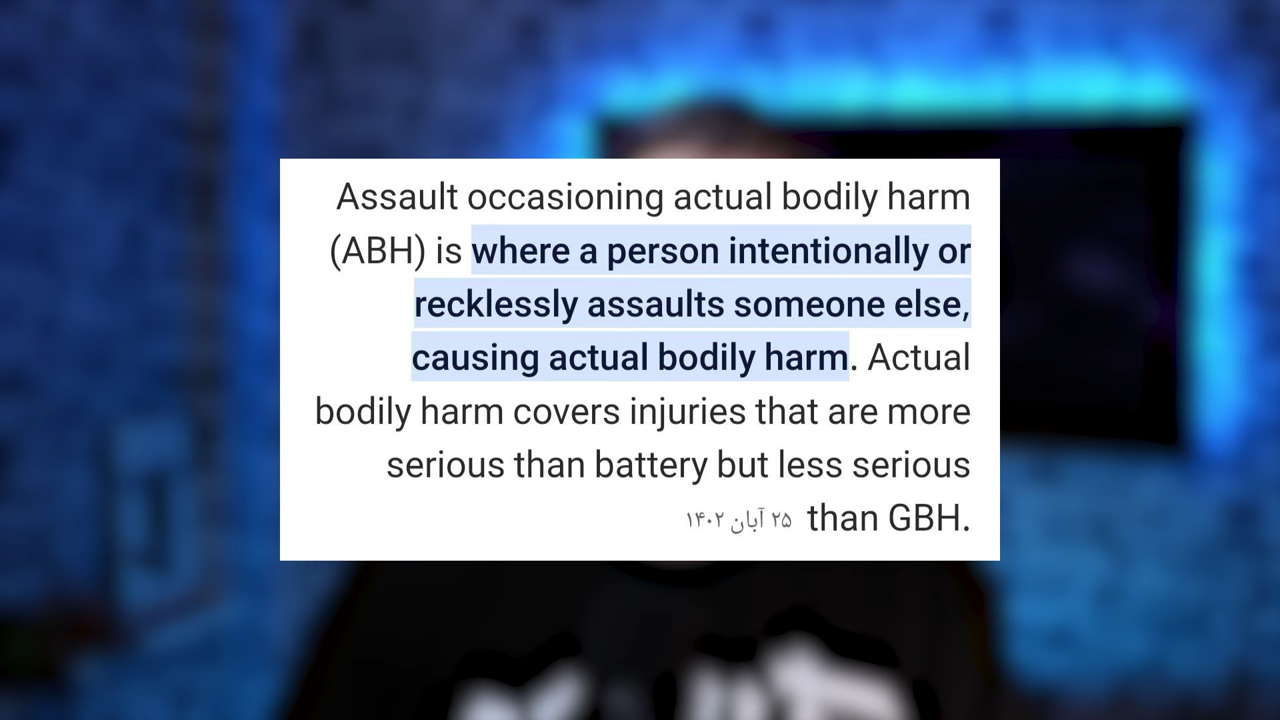 Assault occasioning actual bodily harm
(ABH) is where a person intentionally or
recklessly assaults someone else,
causing actual bodily harm. Actual
bodily harm covers injuries that are more
serious than battery but less serious
than GBH. ۲۵ آبان ۱۴۰۲